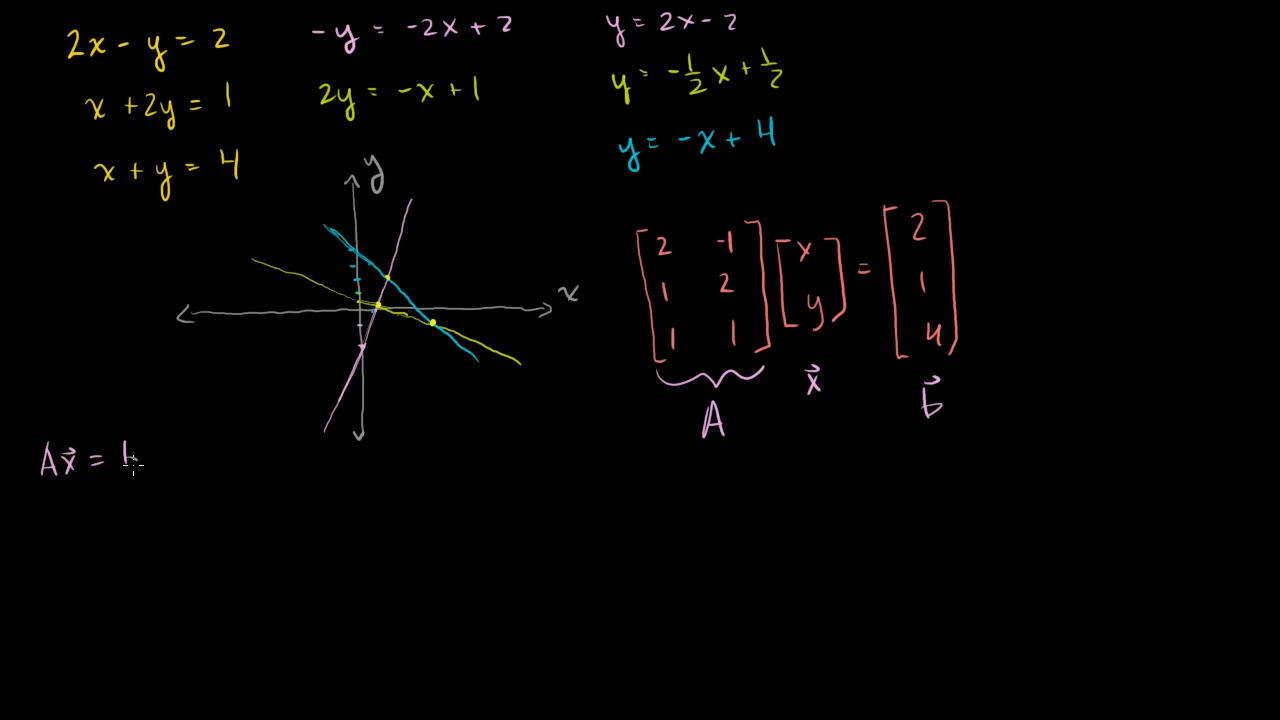 2x - y = 2
x + 2y = 1
x + y = 4
-y = -2x + 2
2y = -x + 1
y = 2x - 2
y = -1/2 x + 1/2
y = -x + 4
y
x
[2 -1] [x] = [2]
[1 2] [y] [1]
[1 1] [4]
A x⃗ b⃗
Ax⃗ =